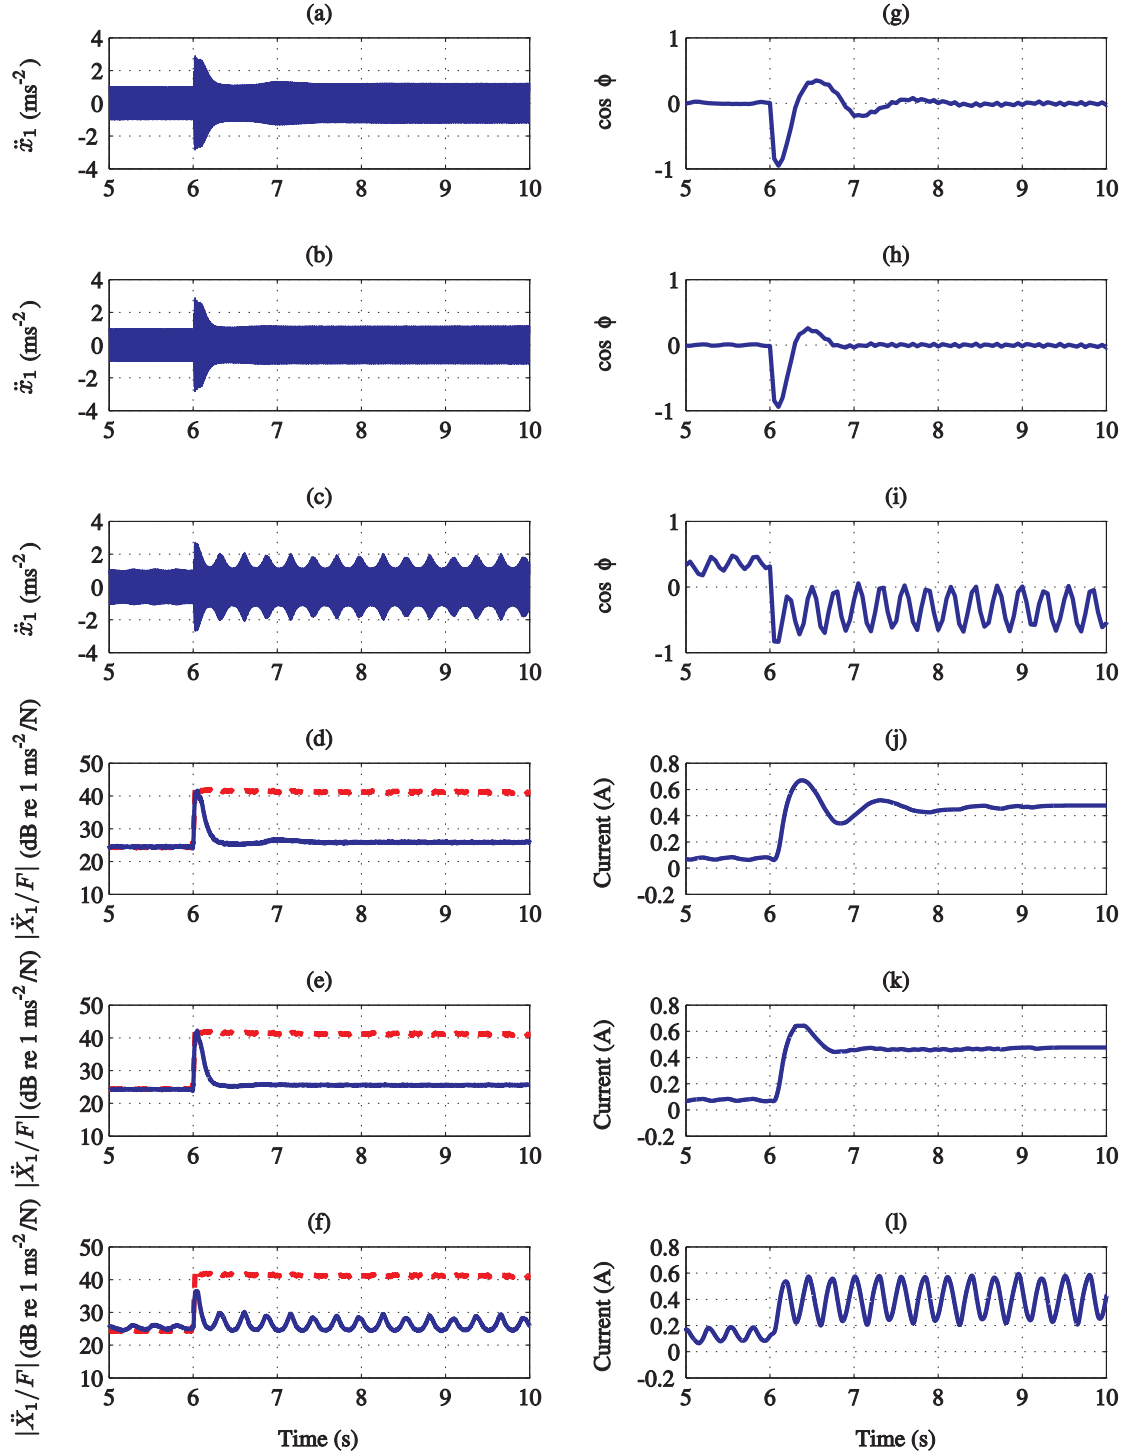 (a)
ẍ₁ (ms⁻²)
4
2
0
-2
-4
5 6 7 8 9 10
(g)
cos ϕ
1
0
-1
5 6 7 8 9 10
(b)
ẍ₁ (ms⁻²)
4
2
0
-2
-4
5 6 7 8 9 10
(h)
cos ϕ
1
0
-1
5 6 7 8 9 10
(c)
ẍ₁ (ms⁻²)
4
2
0
-2
-4
5 6 7 8 9 10
(i)
cos ϕ
1
0
-1
5 6 7 8 9 10
(d)
|Ẍ₁/F| (dB re 1 ms⁻²/N)
50
40
30
20
10
5 6 7 8 9 10
(j)
Current (A)
0.8
0.6
0.4
0.2
0
-0.2
5 6 7 8 9 10
(e)
|Ẍ₁/F| (dB re 1 ms⁻²/N)
50
40
30
20
10
5 6 7 8 9 10
(k)
Current (A)
0.8
0.6
0.4
0.2
0
-0.2
5 6 7 8 9 10
(f)
|Ẍ₁/F| (dB re 1 ms⁻²/N)
50
40
30
20
10
5 6 7 8 9 10
Time (s)
(l)
Current (A)
0.8
0.6
0.4
0.2
0
-0.2
5 6 7 8 9 10
Time (s)